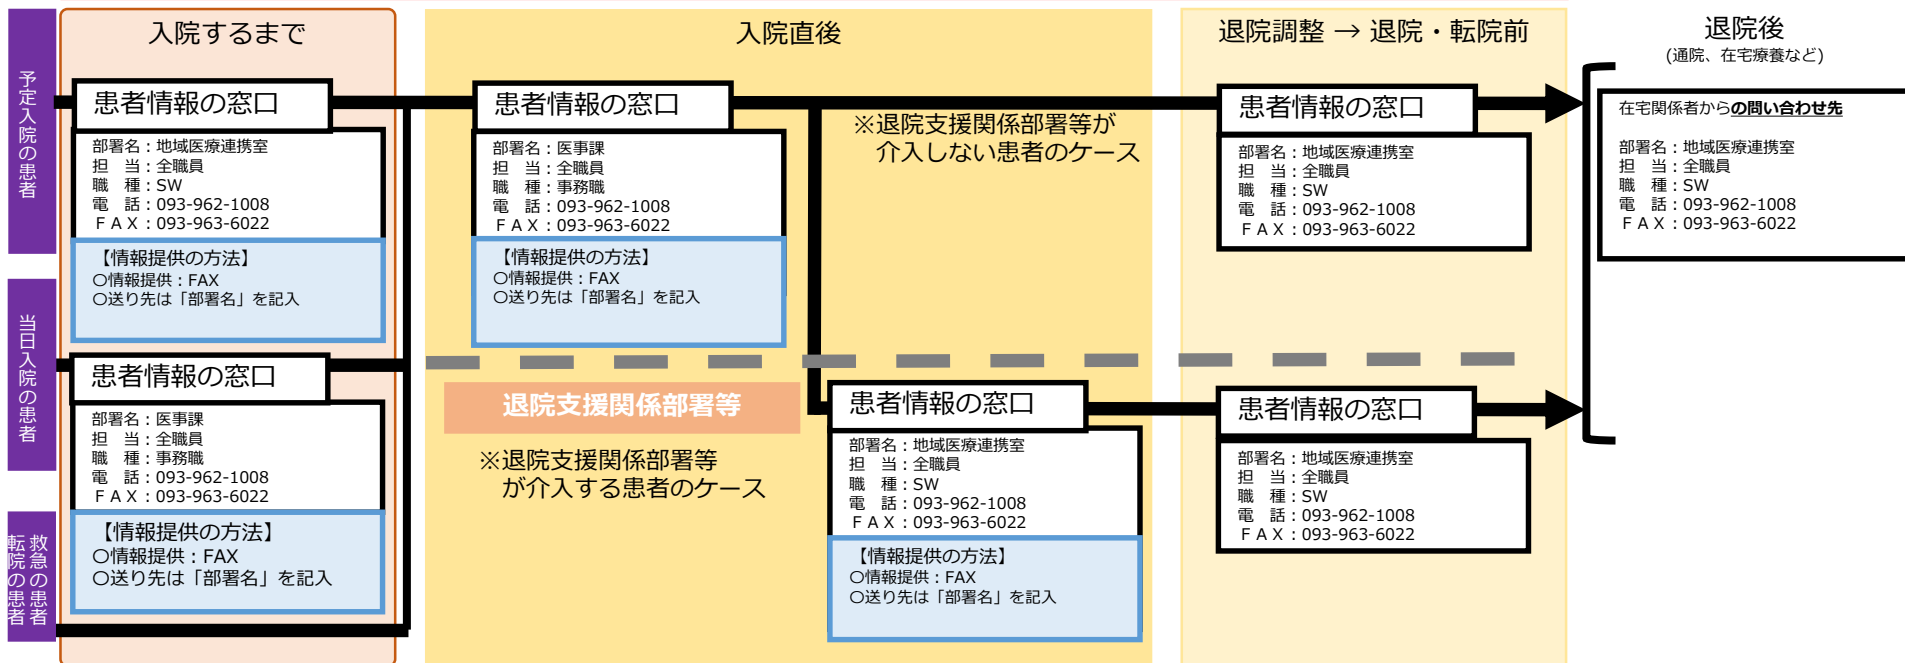 予定入院の患者
当日入院の患者
救急の患者
転院の患者
入院するまで
患者情報の窓口
部署名：地域医療連携室
担　当：全職員
職　種：SW
電　話：093-962-1008
ＦＡＸ：093-963-6022
【情報提供の方法】
〇情報提供：FAX
〇送り先は「部署名」を記入
患者情報の窓口
部署名：医事課
担　当：全職員
職　種：事務職
電　話：093-962-1008
ＦＡＸ：093-963-6022
【情報提供の方法】
〇情報提供：FAX
〇送り先は「部署名」を記入
入院直後
患者情報の窓口
部署名：医事課
担　当：全職員
職　種：事務職
電　話：093-962-1008
ＦＡＸ：093-963-6022
【情報提供の方法】
〇情報提供：FAX
〇送り先は「部署名」を記入
※退院支援関係部署等が
介入しない患者のケース
退院支援関係部署等
※退院支援関係部署等
が介入する患者のケース
患者情報の窓口
部署名：地域医療連携室
担　当：全職員
職　種：SW
電　話：093-962-1008
ＦＡＸ：093-963-6022
【情報提供の方法】
〇情報提供：FAX
〇送り先は「部署名」を記入
退院調整 → 退院・転院前
患者情報の窓口
部署名：地域医療連携室
担　当：全職員
職　種：SW
電　話：093-962-1008
ＦＡＸ：093-963-6022
患者情報の窓口
部署名：地域医療連携室
担　当：全職員
職　種：SW
電　話：093-962-1008
ＦＡＸ：093-963-6022
退院後
(通院、在宅療養など)
在宅関係者からの問い合わせ先
部署名：地域医療連携室
担　当：全職員
職　種：SW
電　話：093-962-1008
ＦＡＸ：093-963-6022